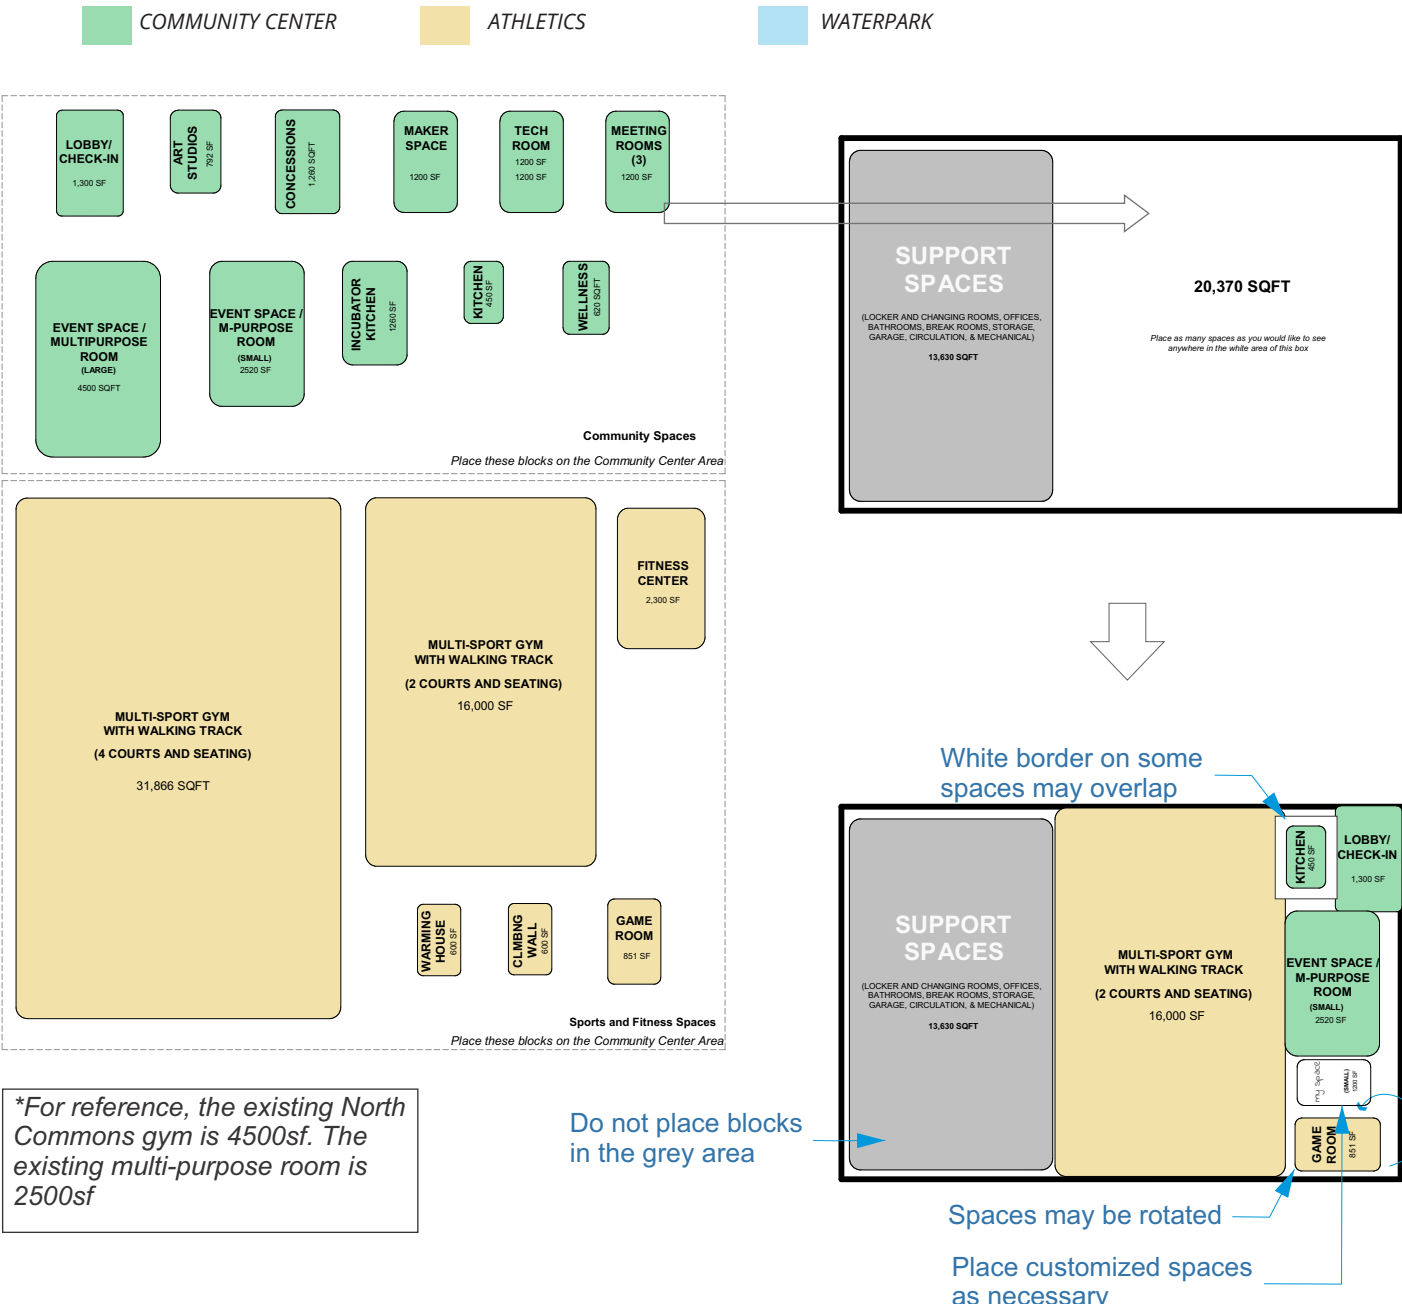 COMMUNITY CENTER
ATHLETICS
WATERPARK
LOBBY/
CHECK-IN
1,300 SF
ART
STUDIOS
792 SF
CONCESSIONS
1,260 SQFT
MAKER
SPACE
1200 SF
TECH
ROOM
1200 SF
1200 SF
MEETING
ROOMS
(3)
1200 SF
EVENT SPACE /
MULTIPURPOSE
ROOM
(LARGE)
4500 SQFT
EVENT SPACE /
M-PURPOSE
ROOM
(SMALL)
2520 SF
INCUBATOR
KITCHEN
1260 SF
KITCHEN
450 SF
WELLNESS
620 SQFT
Community Spaces
Place these blocks on the Community Center Area
SUPPORT
SPACES
(LOCKER AND CHANGING ROOMS, OFFICES,
BATHROOMS, BREAK ROOMS, STORAGE,
GARAGE, CIRCULATION, & MECHANICAL)
13,630 SQFT
20,370 SQFT
Place as many spaces as you would like to see
anywhere in the white area of this box
MULTI-SPORT GYM
WITH WALKING TRACK
(4 COURTS AND SEATING)
31,866 SQFT
MULTI-SPORT GYM
WITH WALKING TRACK
(2 COURTS AND SEATING)
16,000 SF
FITNESS
CENTER
2,300 SF
WARMING
HOUSE
600 SF
CLMBNG
WALL
600 SF
GAME
ROOM
851 SF
Sports and Fitness Spaces
Place these blocks on the Community Center Area
*For reference, the existing North
Commons gym is 4500sf. The
existing multi-purpose room is
2500sf
White border on some
spaces may overlap
SUPPORT
SPACES
(LOCKER AND CHANGING ROOMS, OFFICES,
BATHROOMS, BREAK ROOMS, STORAGE,
GARAGE, CIRCULATION, & MECHANICAL)
13,630 SQFT
MULTI-SPORT GYM
WITH WALKING TRACK
(2 COURTS AND SEATING)
16,000 SF
KITCHEN
450 SF
LOBBY/
CHECK-IN
1,300 SF
EVENT SPACE /
M-PURPOSE
ROOM
(SMALL)
2520 SF
my space
(SMALL)
1200 SF
GAME
ROOM
851 SF
Do not place blocks
in the grey area
Spaces may be rotated
Place customized spaces
as necessary